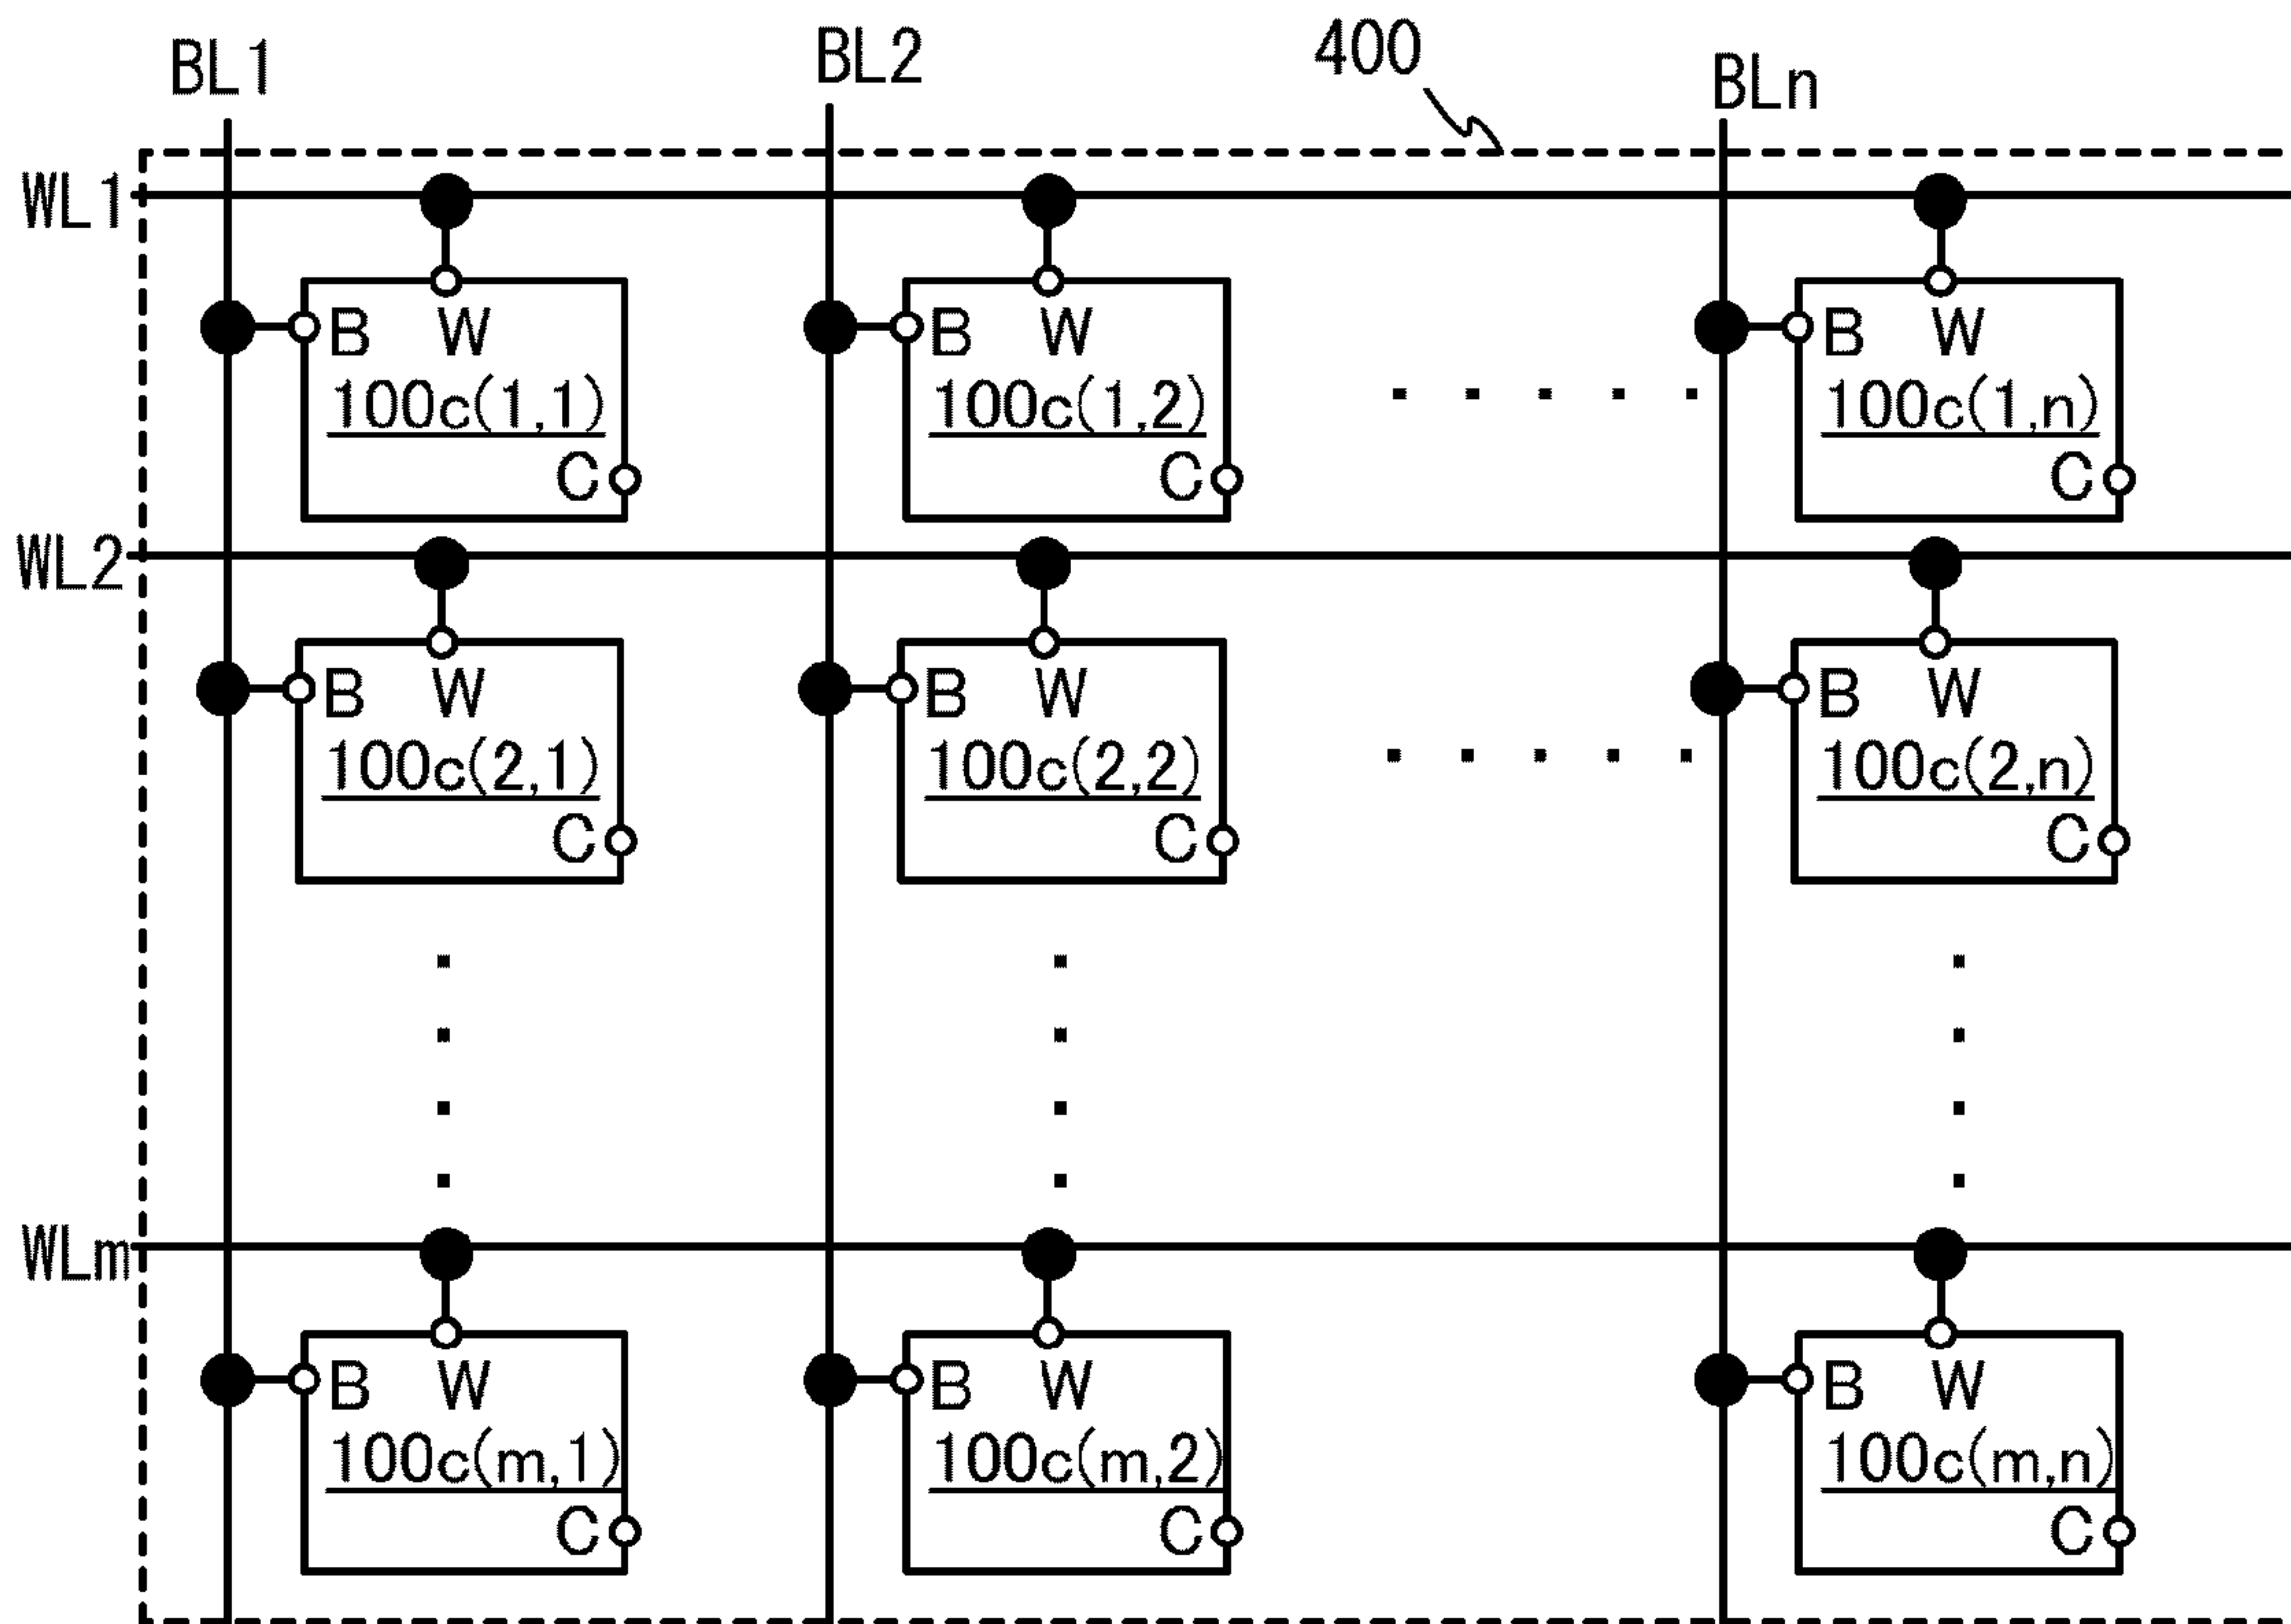 BL1 BL2 400 BLn
WL1
B W B W B W
100c(1,1) 100c(1,2) 100c(1,n)
C C C
WL2
B W B W B W
100c(2,1) 100c(2,2) 100c(2,n)
C C C
WLm
B W B W B W
100c(m,1) 100c(m,2) 100c(m,n)
C C C